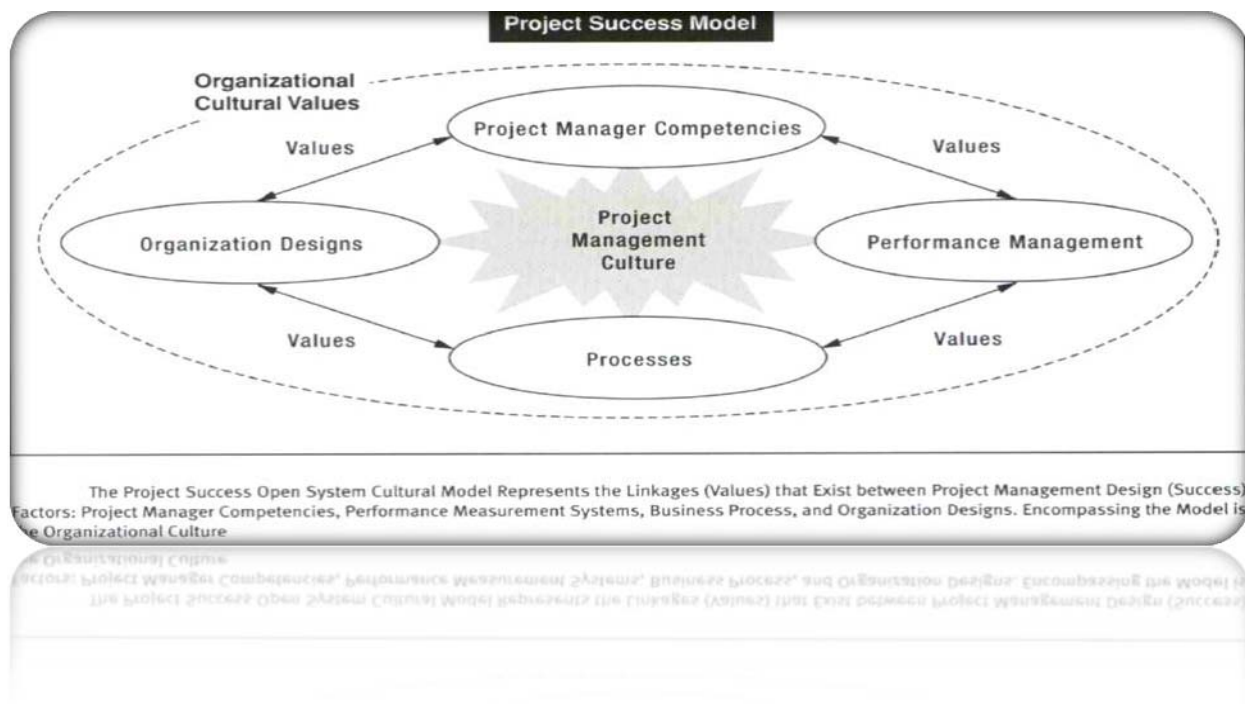 Project Success Model
Organizational
Cultural Values
Values
Project Manager Competencies
Values
Organization Designs
Project
Management
Culture
Performance Management
Values
Processes
Values
The Project Success Open System Cultural Model Represents the Linkages (Values) that Exist between Project Management Design (Success)
Factors: Project Manager Competencies, Performance Measurement Systems, Business Process, and Organization Designs. Encompassing the Model is
the Organizational Culture